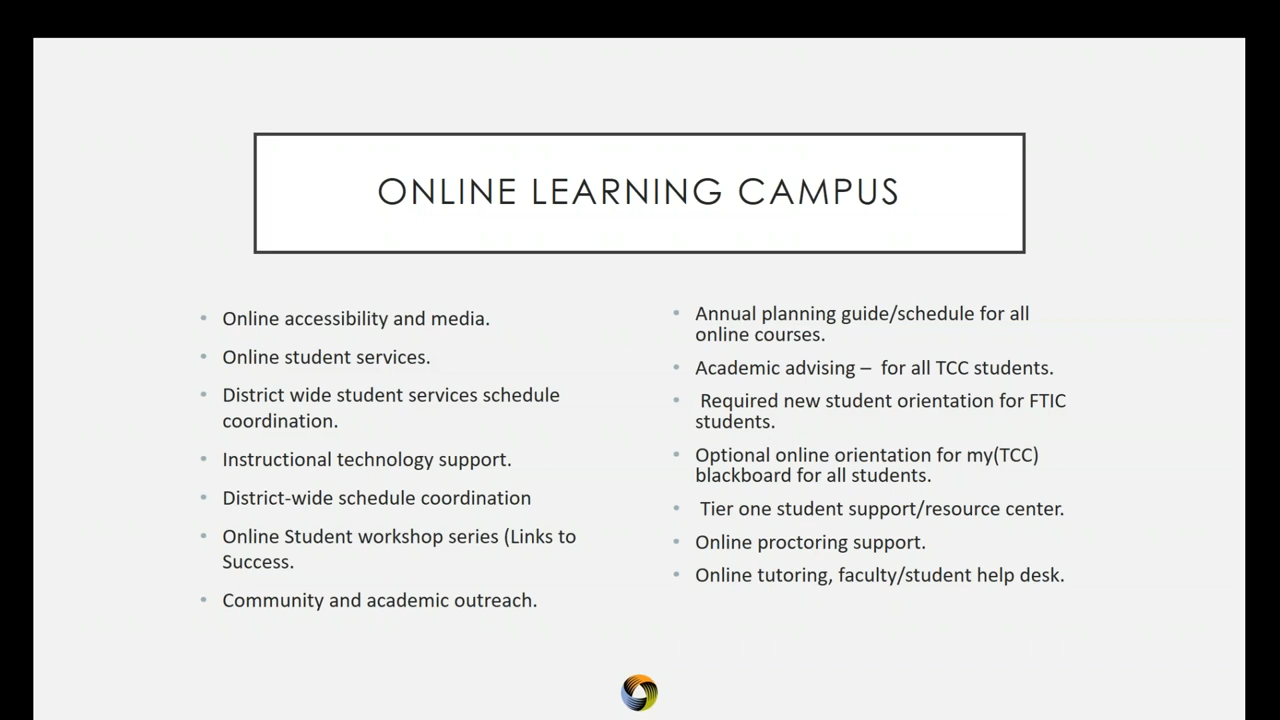 ONLINE LEARNING CAMPUS
• Online accessibility and media.
• Online student services.
• District wide student services schedule
coordination.
• Instructional technology support.
• District-wide schedule coordination
• Online Student workshop series (Links to
Success.
• Community and academic outreach.
• Annual planning guide/schedule for all
online courses.
• Academic advising –  for all TCC students.
•  Required new student orientation for FTIC
students.
• Optional online orientation for my(TCC)
blackboard for all students.
•  Tier one student support/resource center.
• Online proctoring support.
• Online tutoring, faculty/student help desk.